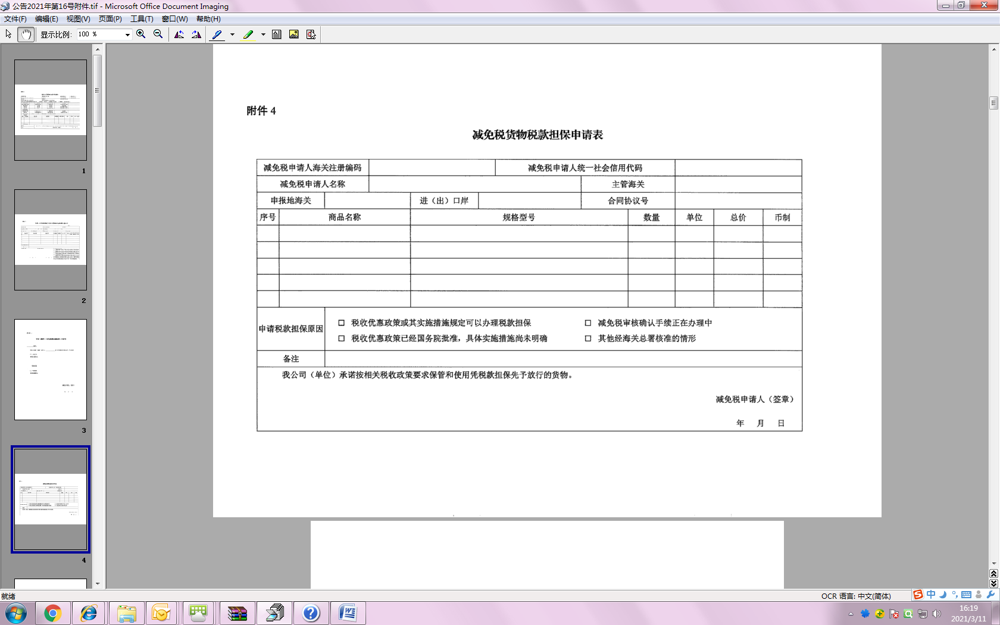 公告2021年第16号附件.tif - Microsoft Office Document Imaging
文件(F) 编辑(E) 视图(V) 页面(P) 工具(T) 窗口(W) 帮助(H)
显示比例: 100 %
1
2
3
4
附件 4
减免税货物税款担保申请表
减免税申请人海关注册编码 减免税申请人统一社会信用代码
减免税申请人名称 主管海关
申报地海关 进（出）口岸 合同协议号
序号 商品名称 规格型号 数量 单位 总价 币制
申请税款担保原因
□ 税收优惠政策或其实施措施规定可以办理税款担保 □ 减免税审核确认手续正在办理中
□ 税收优惠政策已经国务院批准，具体实施措施尚未明确 □ 其他经海关总署核准的情形
备注
我公司（单位）承诺按相关税收政策要求保管和使用凭税款担保先予放行的货物。
减免税申请人（签章）
年 月 日
就绪
OCR 语言: 中文(简体)
中
16:19
2021/3/11